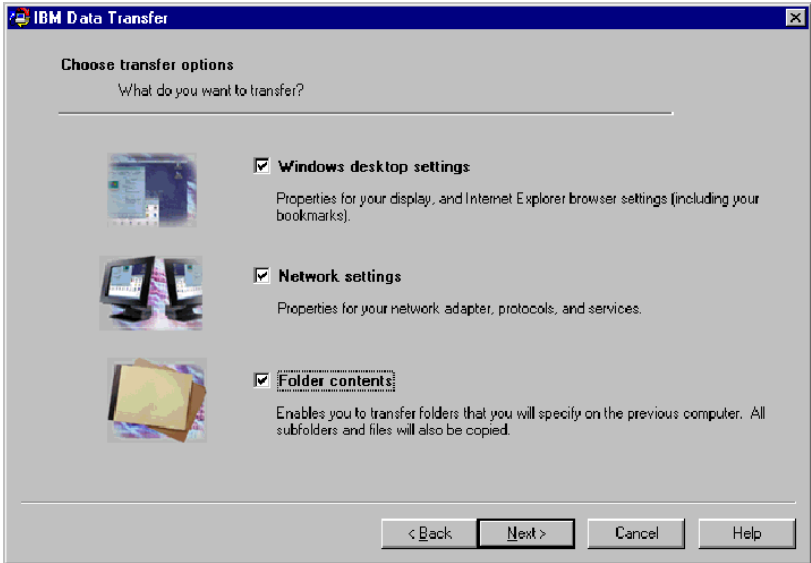 IBM Data Transfer
Choose transfer options
What do you want to transfer?
Windows desktop settings
Properties for your display, and Internet Explorer browser settings (including your
bookmarks).
Network settings
Properties for your network adapter, protocols, and services.
Folder contents
Enables you to transfer folders that you will specify on the previous computer. All
subfolders and files will also be copied.
< Back Next > Cancel Help